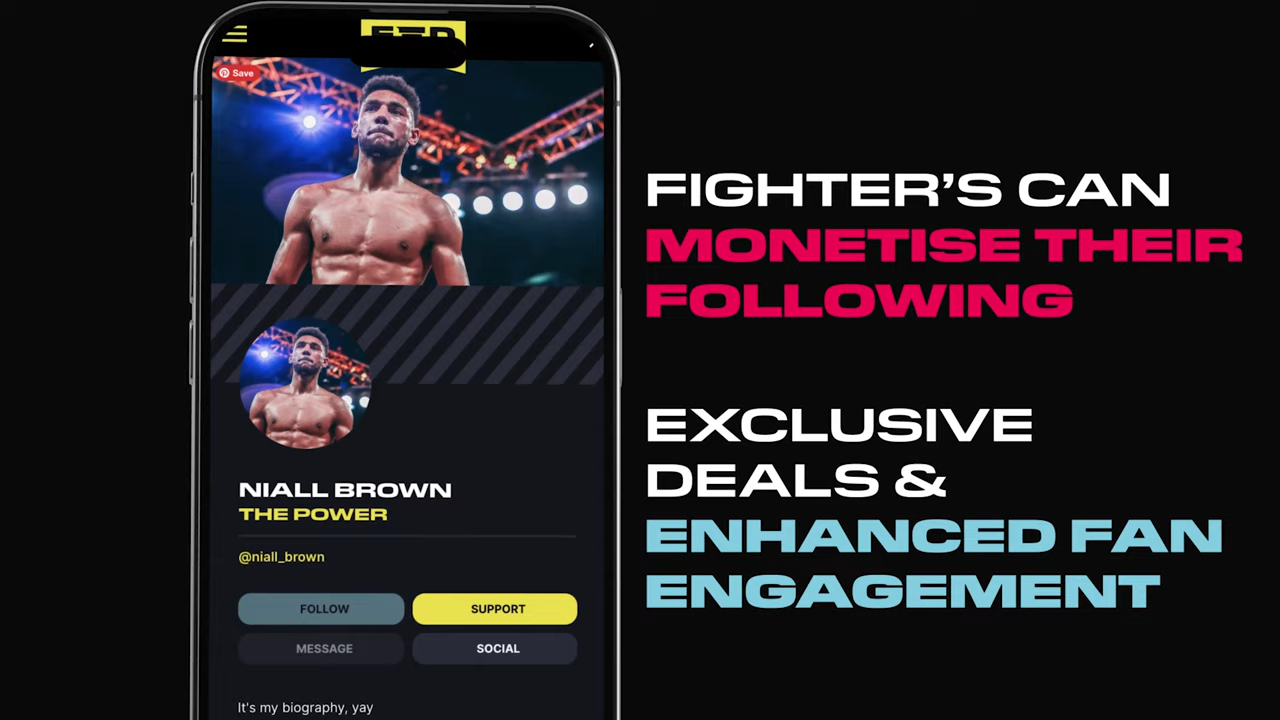 Save
NIALL BROWN
THE POWER
@niall_brown
FOLLOW
SUPPORT
MESSAGE
SOCIAL
It's my biography, yay
FIGHTER’S CAN
MONETISE THEIR
FOLLOWING
EXCLUSIVE
DEALS &
ENHANCED FAN
ENGAGEMENT